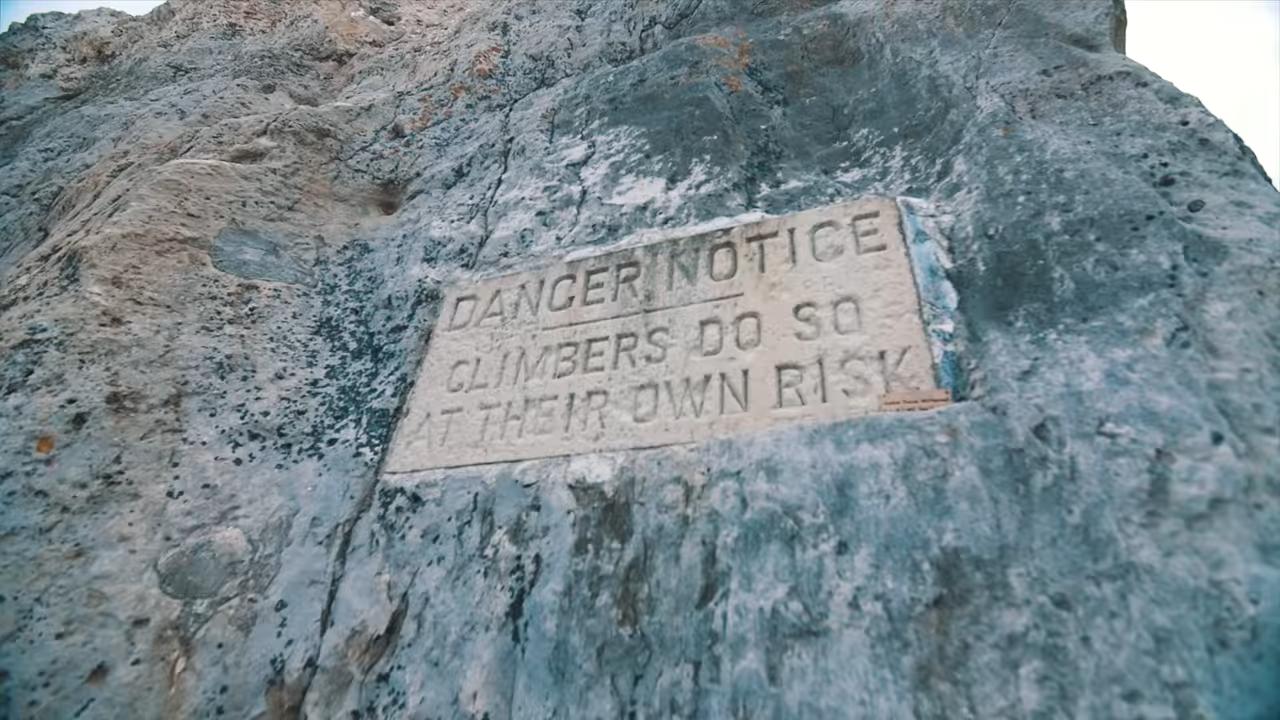 DANGER NOTICE
CLIMBERS DO SO
AT THEIR OWN RISK